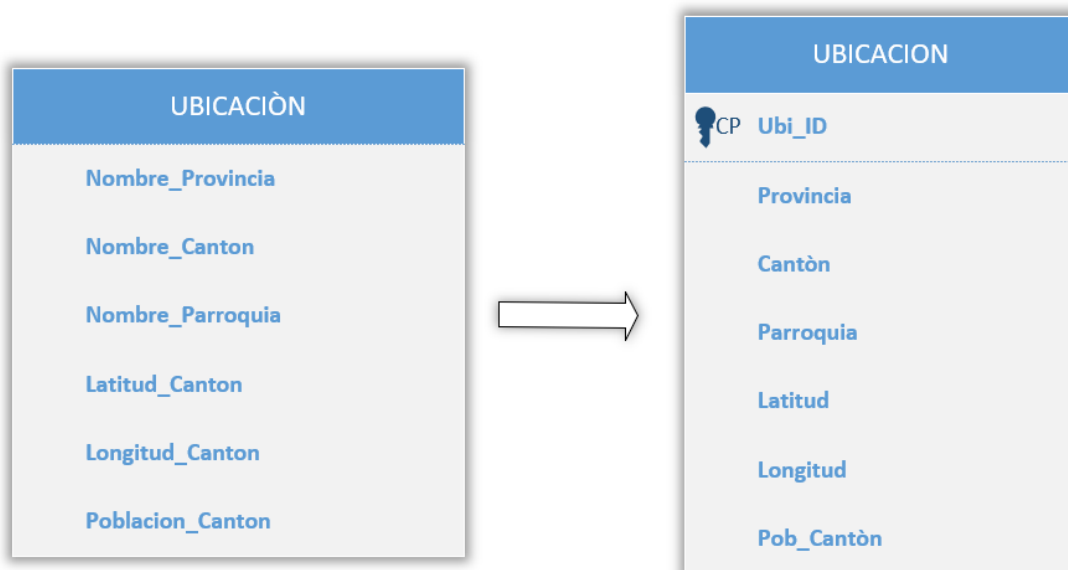 UBICACIÒN
Nombre_Provincia
Nombre_Canton
Nombre_Parroquia
Latitud_Canton
Longitud_Canton
Poblacion_Canton
UBICACION
CP Ubi_ID
Provincia
Cantòn
Parroquia
Latitud
Longitud
Pob_Cantòn